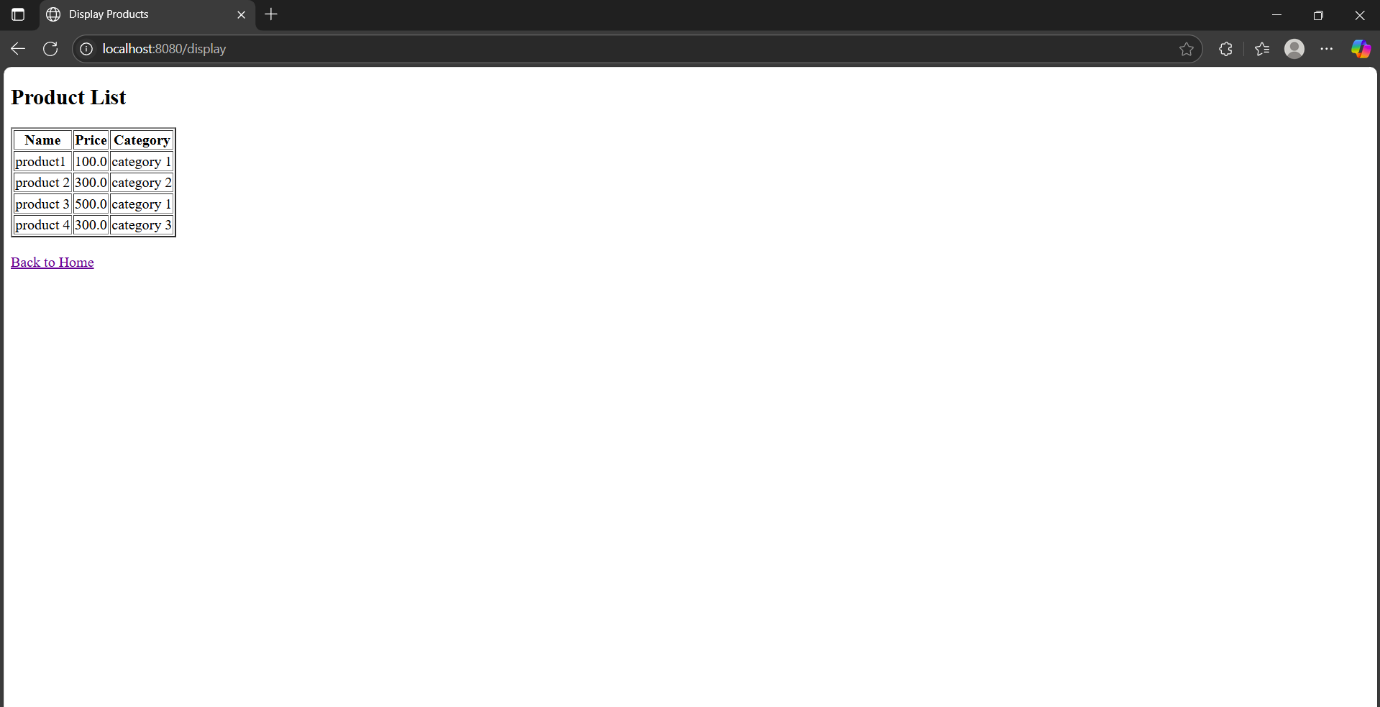 Display Products
localhost:8080/display
Product List
Name Price Category
product1 100.0 category 1
product 2 300.0 category 2
product 3 500.0 category 1
product 4 300.0 category 3
Back to Home